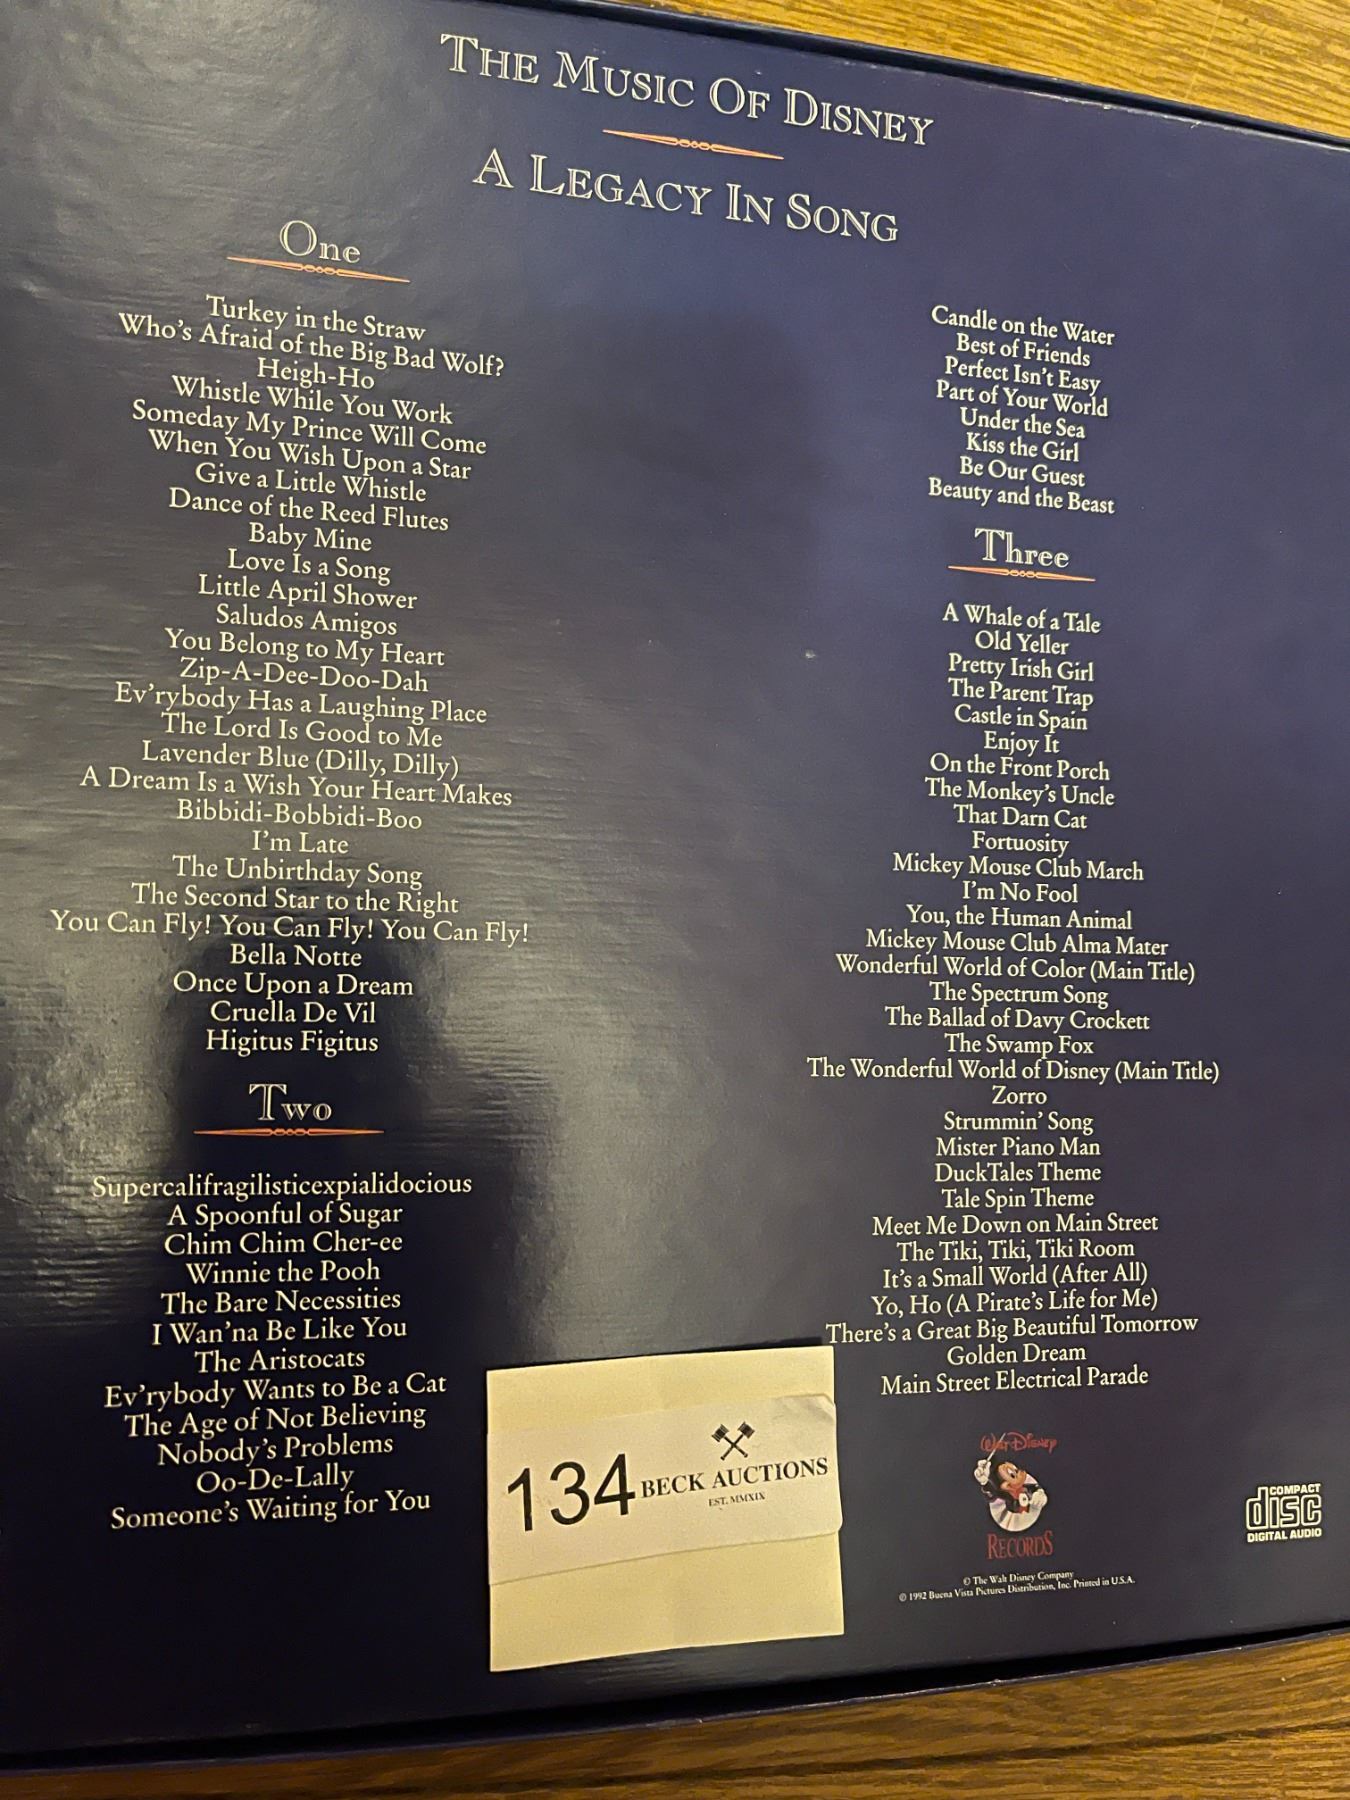 THE MUSIC OF DISNEY
A LEGACY IN SONG
One
Turkey in the Straw
Who's Afraid of the Big Bad Wolf?
Heigh-Ho
Whistle While You Work
Someday My Prince Will Come
When You Wish Upon a Star
Give a Little Whistle
Dance of the Reed Flutes
Baby Mine
Love Is a Song
Little April Shower
Saludos Amigos
You Belong to My Heart
Zip-A-Dee-Doo-Dah
Ev'rybody Has a Laughing Place
The Lord Is Good to Me
Lavender Blue (Dilly, Dilly)
A Dream Is a Wish Your Heart Makes
Bibbidi-Bobbidi-Boo
I'm Late
The Unbirthday Song
The Second Star to the Right
You Can Fly! You Can Fly! You Can Fly!
Bella Notte
Once Upon a Dream
Cruella De Vil
Higitus Figitus
Two
Supercalifragilisticexpialidocious
A Spoonful of Sugar
Chim Chim Cher-ee
Winnie the Pooh
The Bare Necessities
I Wan'na Be Like You
The Aristocats
Ev'rybody Wants to Be a Cat
The Age of Not Believing
Nobody's Problems
Oo-De-Lally
Someone's Waiting for You
Candle on the Water
Best of Friends
Perfect Isn't Easy
Part of Your World
Under the Sea
Kiss the Girl
Be Our Guest
Beauty and the Beast
Three
A Whale of a Tale
Old Yeller
Pretty Irish Girl
The Parent Trap
Castle in Spain
Enjoy It
On the Front Porch
The Monkey's Uncle
That Darn Cat
Fortuosity
Mickey Mouse Club March
I'm No Fool
You, the Human Animal
Mickey Mouse Club Alma Mater
Wonderful World of Color (Main Title)
The Spectrum Song
The Ballad of Davy Crockett
The Swamp Fox
The Wonderful World of Disney (Main Title)
Zorro
Strummin' Song
Mister Piano Man
DuckTales Theme
Tale Spin Theme
Meet Me Down on Main Street
The Tiki, Tiki, Tiki Room
It's a Small World (After All)
Yo, Ho (A Pirate's Life for Me)
There's a Great Big Beautiful Tomorrow
Golden Dream
Main Street Electrical Parade
134 BECK AUCTIONS
EST. MMXIX
Walt Disney
RECORDS
© The Walt Disney Company
℗ 1992 Buena Vista Pictures Distribution, Inc. Printed in U.S.A.
COMPACT
disc
DIGITAL AUDIO